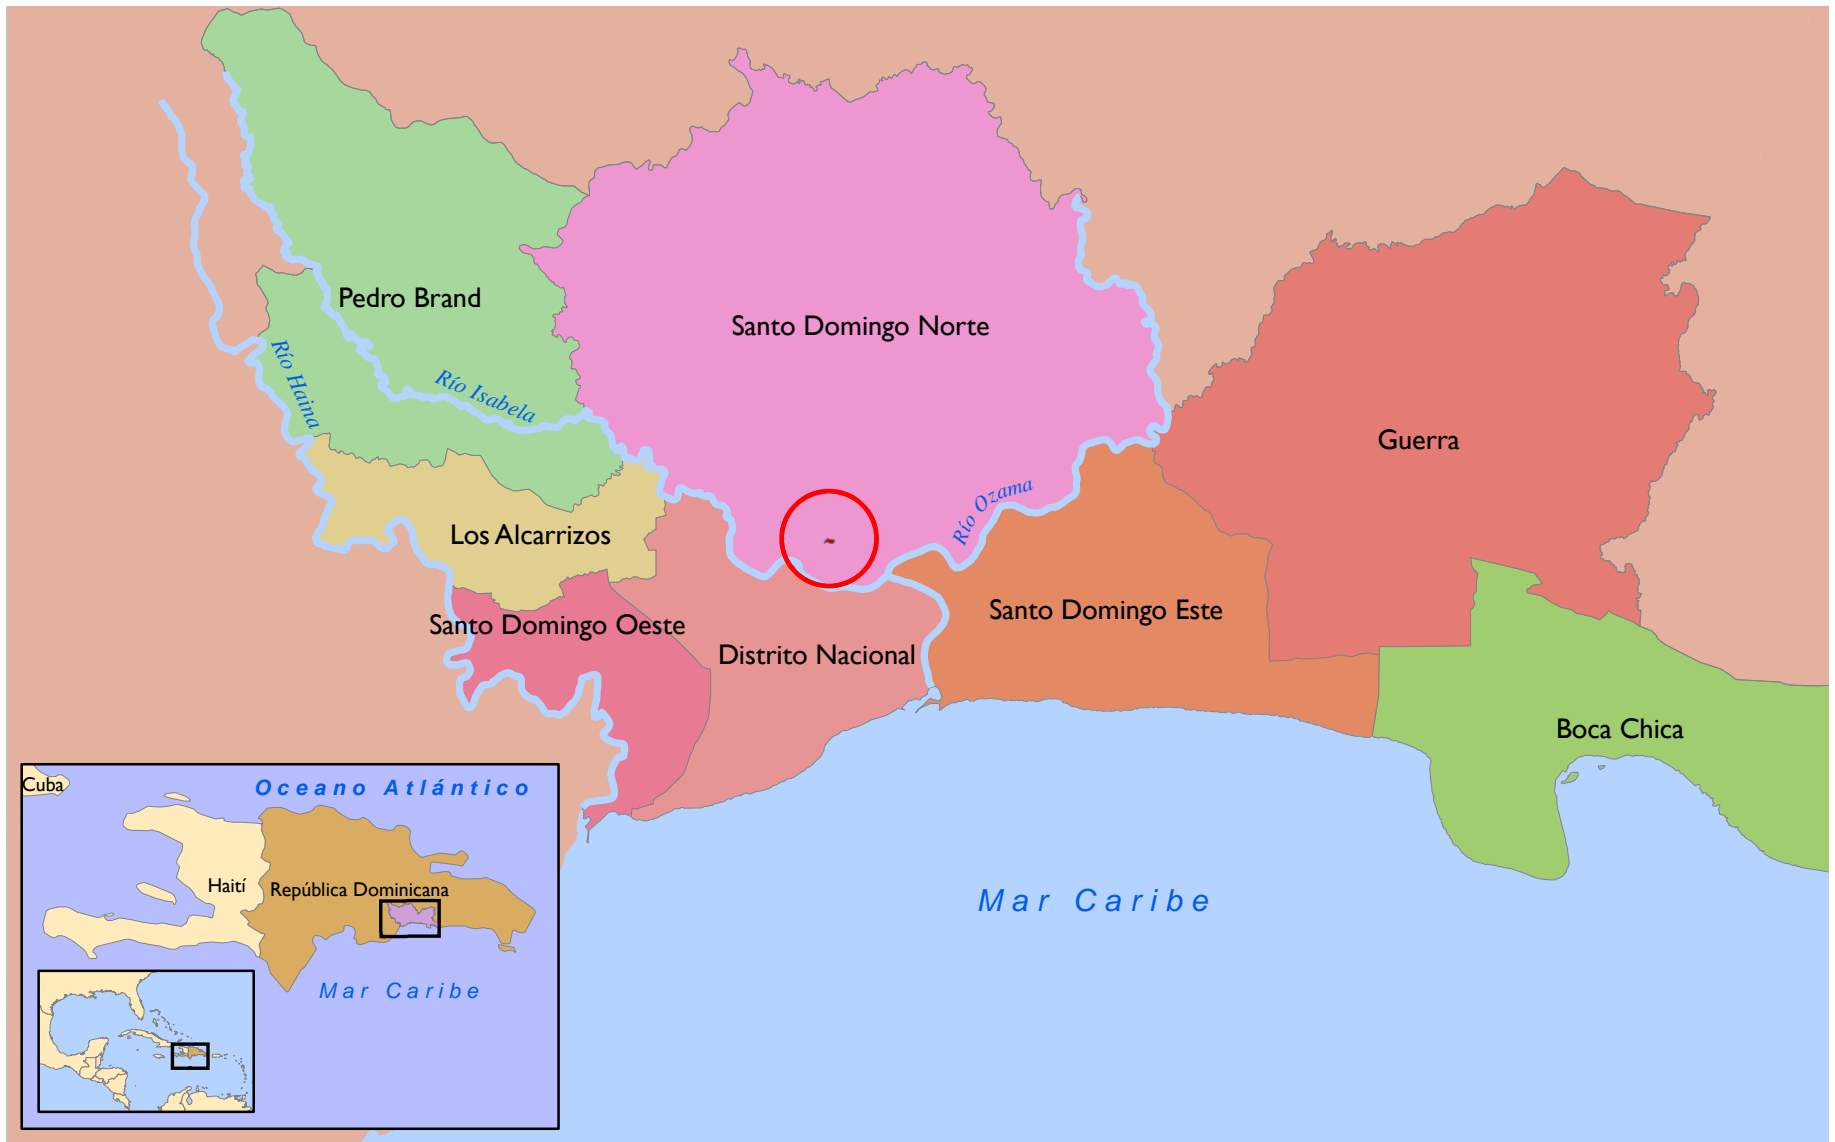 Pedro Brand
Santo Domingo Norte
Río Haina
Río Isabela
Guerra
Río Ozama
Los Alcarrizos
Santo Domingo Oeste
Santo Domingo Este
Distrito Nacional
Boca Chica
Mar Caribe
Cuba
Oceano Atlántico
Haití
República Dominicana
Mar Caribe